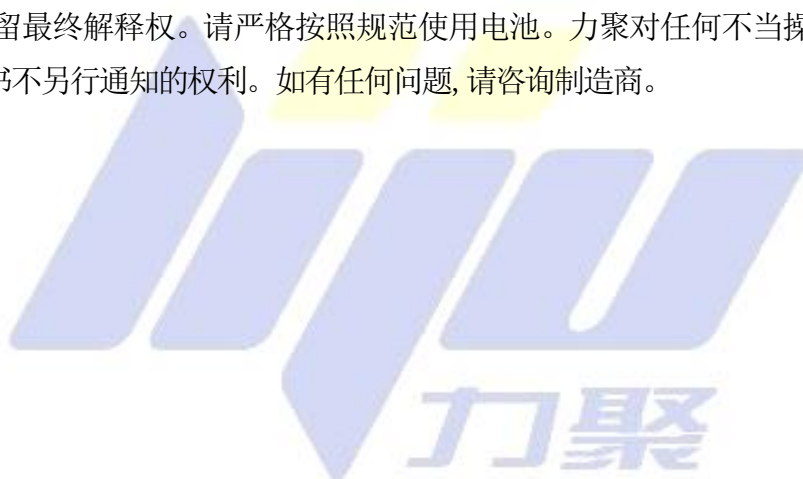 留最终解释权。请严格按照规范使用电池。力聚对任何不当操
书不另行通知的权利。如有任何问题,请咨询制造商。
力聚